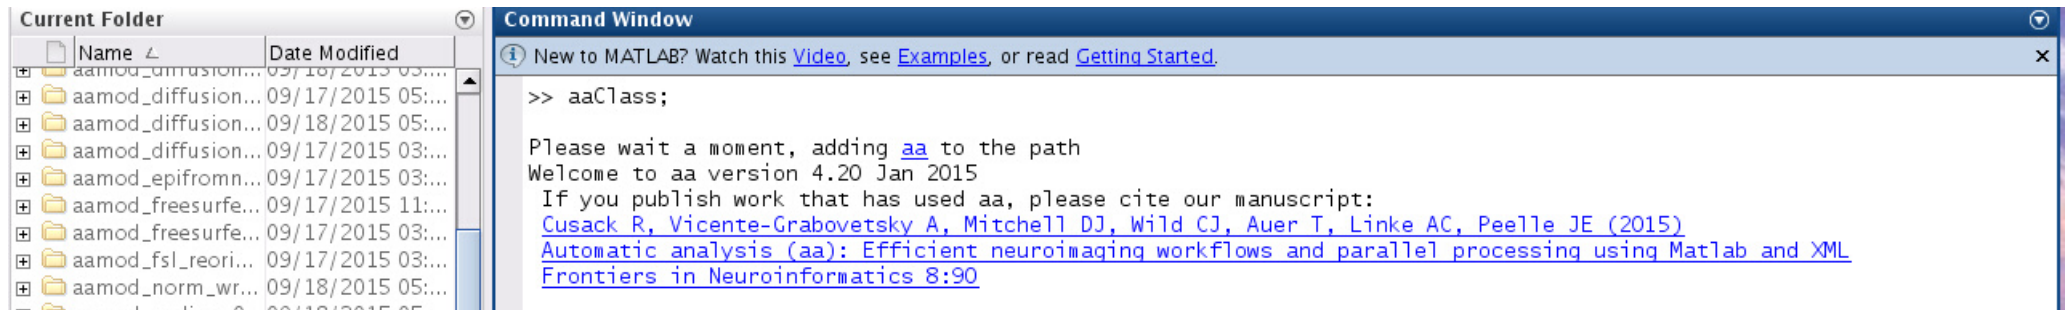 Current Folder
Name Date Modified
aamod_diffusion... 09/18/2015 05:...
aamod_diffusion... 09/17/2015 05:...
aamod_diffusion... 09/18/2015 05:...
aamod_diffusion... 09/17/2015 03:...
aamod_epifromn... 09/17/2015 03:...
aamod_freesurfe... 09/17/2015 11:...
aamod_freesurfe... 09/17/2015 03:...
aamod_fsl_reori... 09/17/2015 03:...
aamod_norm_wr... 09/18/2015 05:...
Command Window
New to MATLAB? Watch this Video, see Examples, or read Getting Started.
>> aaClass;
Please wait a moment, adding aa to the path
Welcome to aa version 4.20 Jan 2015
If you publish work that has used aa, please cite our manuscript:
Cusack R, Vicente-Grabovetsky A, Mitchell DJ, Wild CJ, Auer T, Linke AC, Peelle JE (2015)
Automatic analysis (aa): Efficient neuroimaging workflows and parallel processing using Matlab and XML
Frontiers in Neuroinformatics 8:90